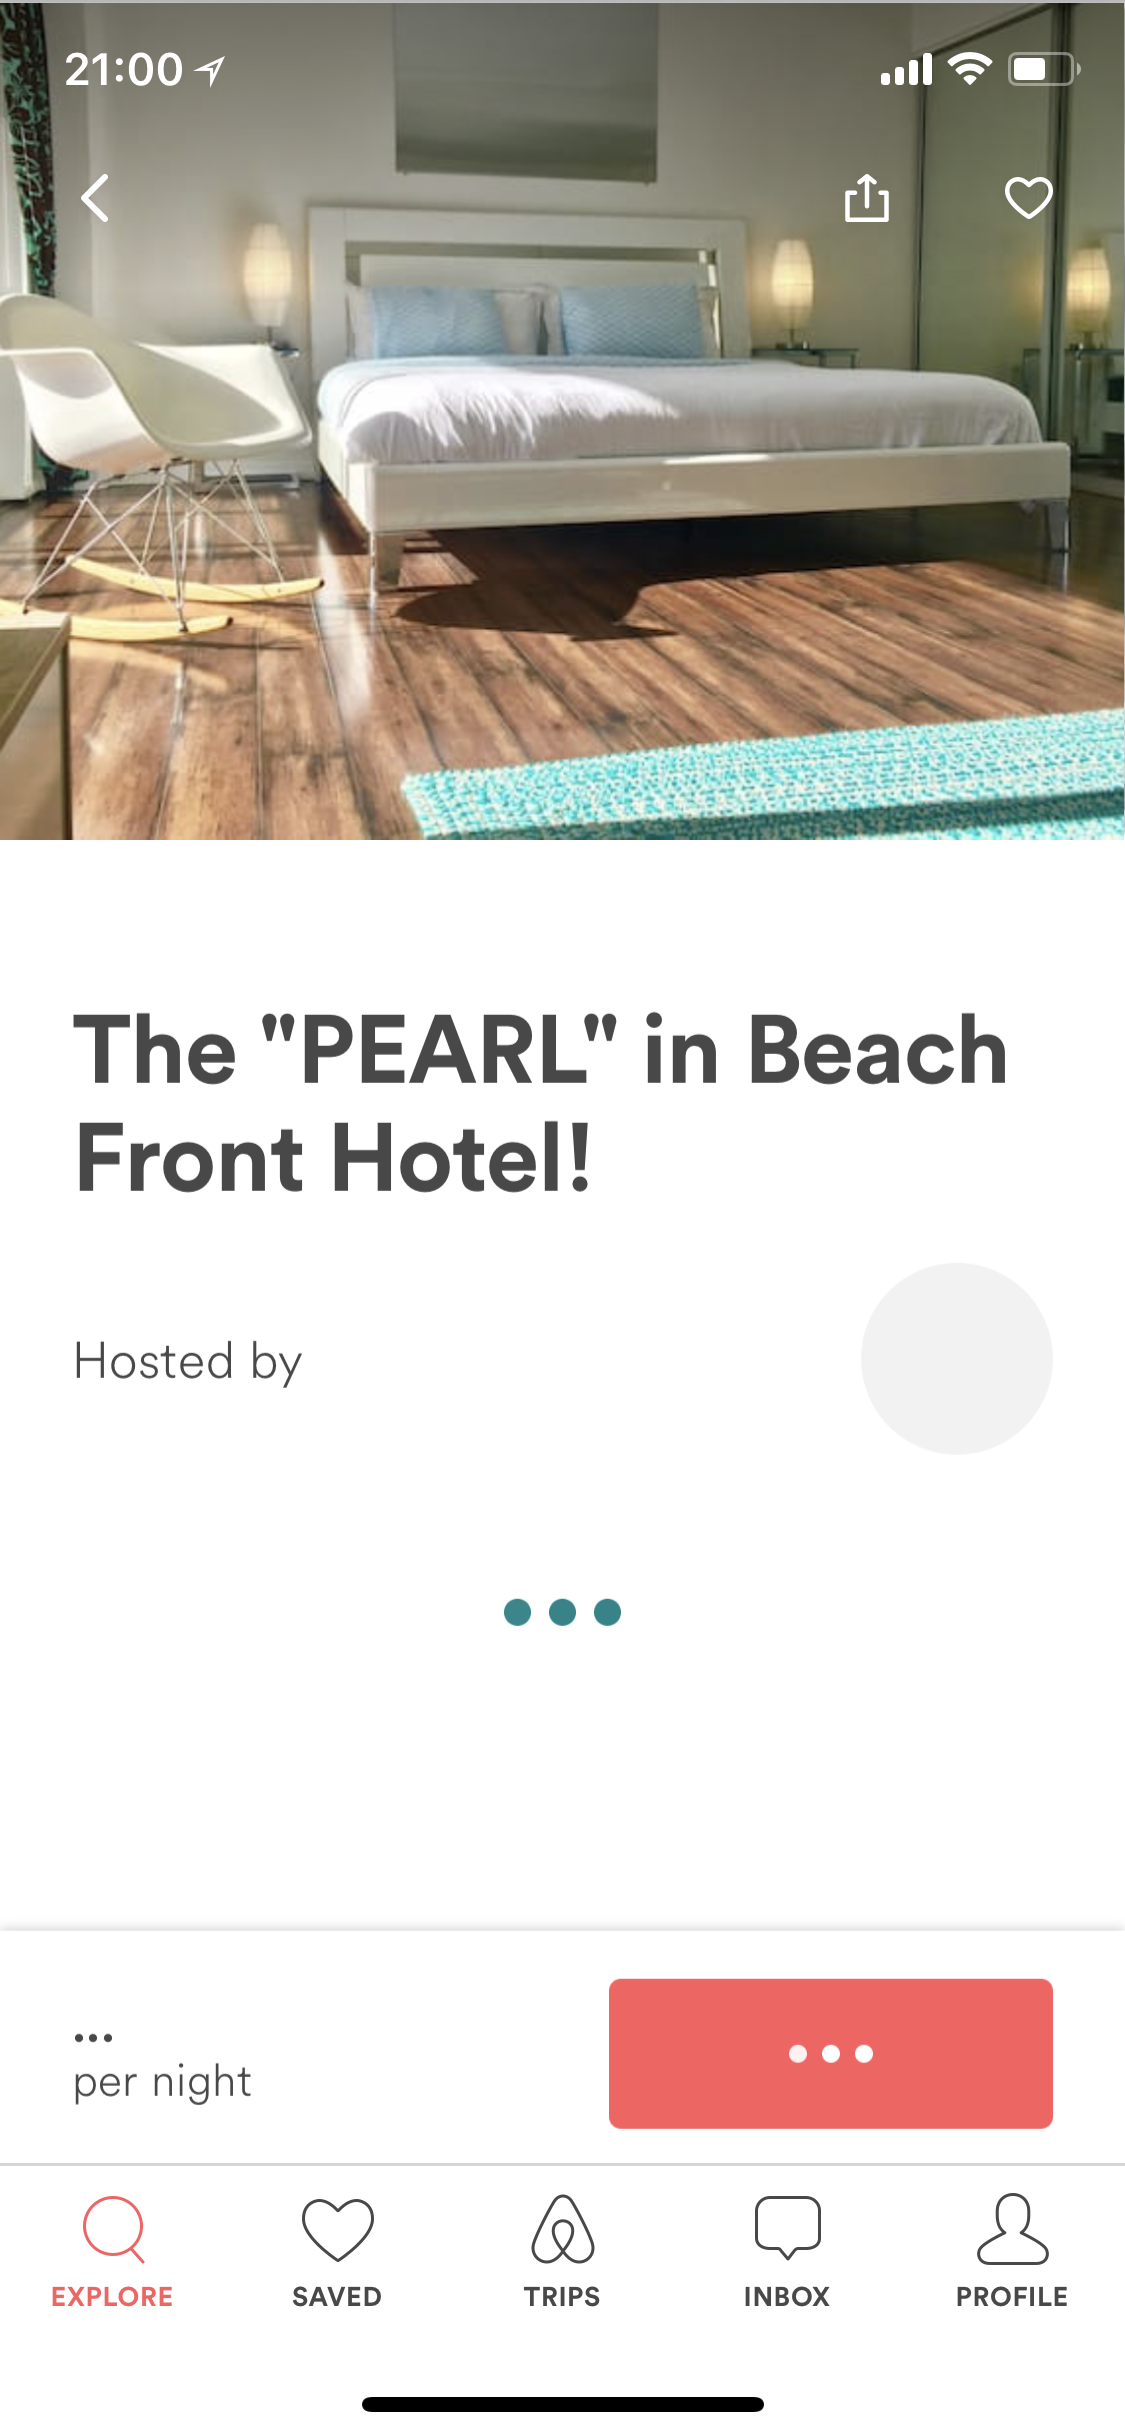 21:00
The "PEARL" in Beach
Front Hotel!
Hosted by
...
per night
EXPLORE
SAVED
TRIPS
INBOX
PROFILE